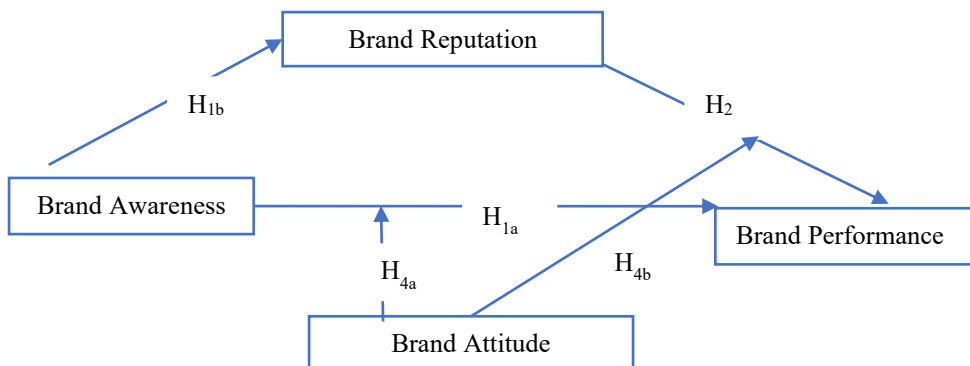 Brand Reputation
H1b
H2
Brand Awareness
H1a
Brand Performance
H4a
H4b
Brand Attitude